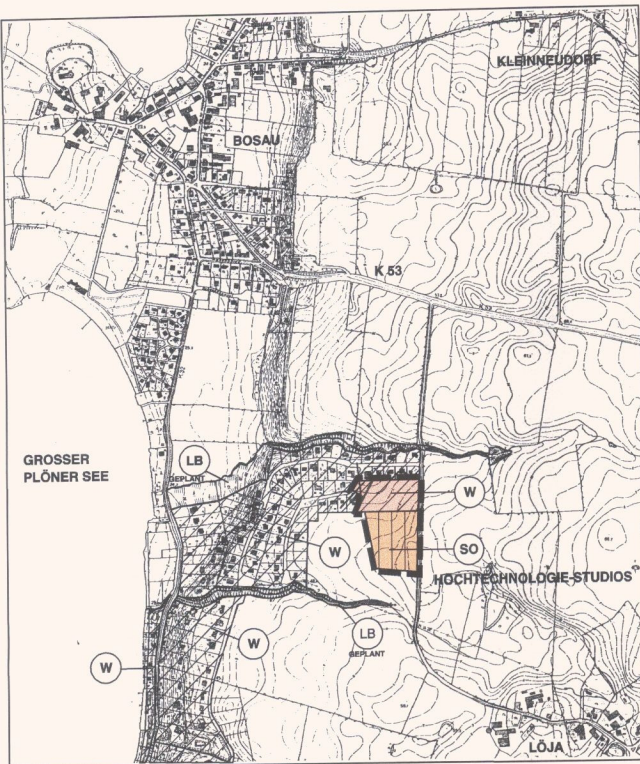 KLEINNEUDORF
BOSAU
K 53
GROSSER
PLÖNER SEE
LB
GEPLANT
W
W
SO
HOCHTECHNOLOGIE-STUDIOS
LB
GEPLANT
W
W
LÖJA